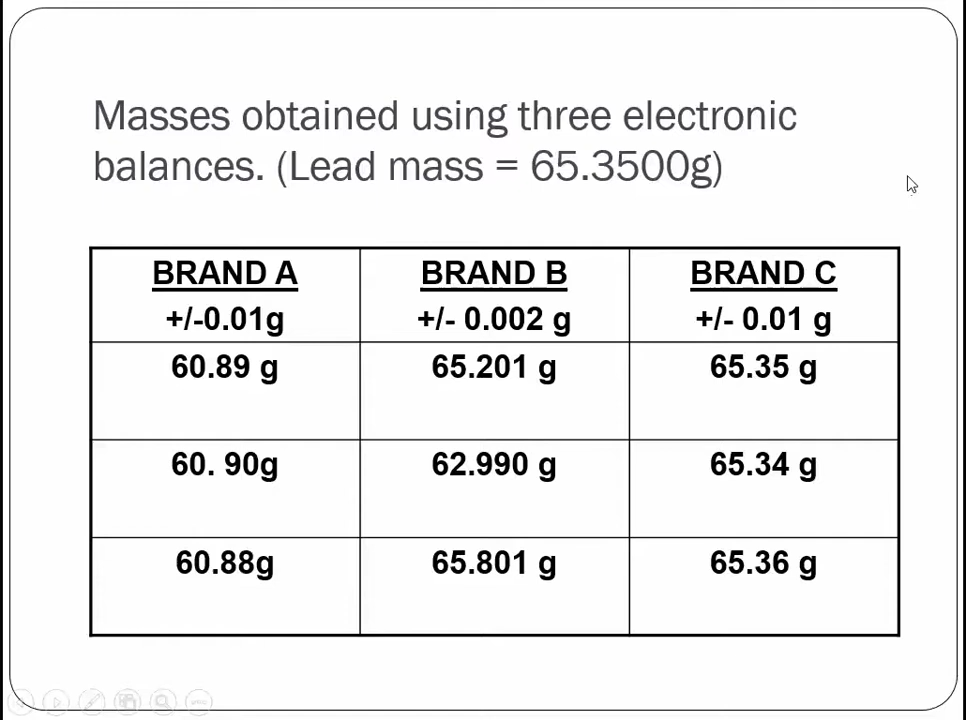 Masses obtained using three electronic
balances. (Lead mass = 65.3500g)
BRAND A BRAND B BRAND C
+/-0.01g +/- 0.002 g +/- 0.01 g
60.89 g 65.201 g 65.35 g
60. 90g 62.990 g 65.34 g
60.88g 65.801 g 65.36 g